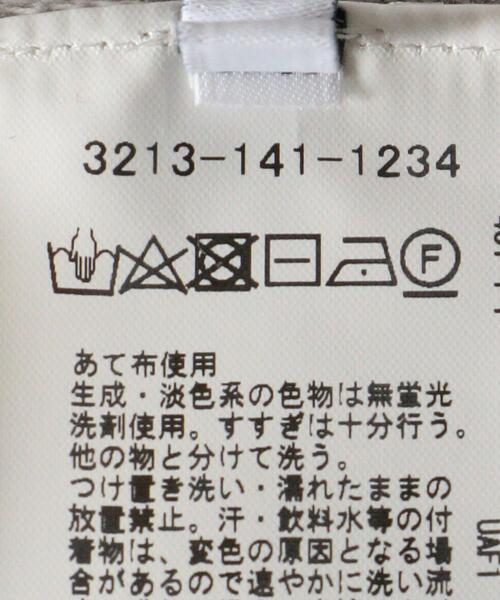 3213-141-1234
F
あて布使用
生成・淡色系の色物は無蛍光
洗剤使用。すすぎは十分行う。
他の物と分けて洗う。
つけ置き洗い・濡れたままの
放置禁止。汗・飲料水等の付
着物は、変色の原因となる場
合があるので速やかに洗い流
UAF1